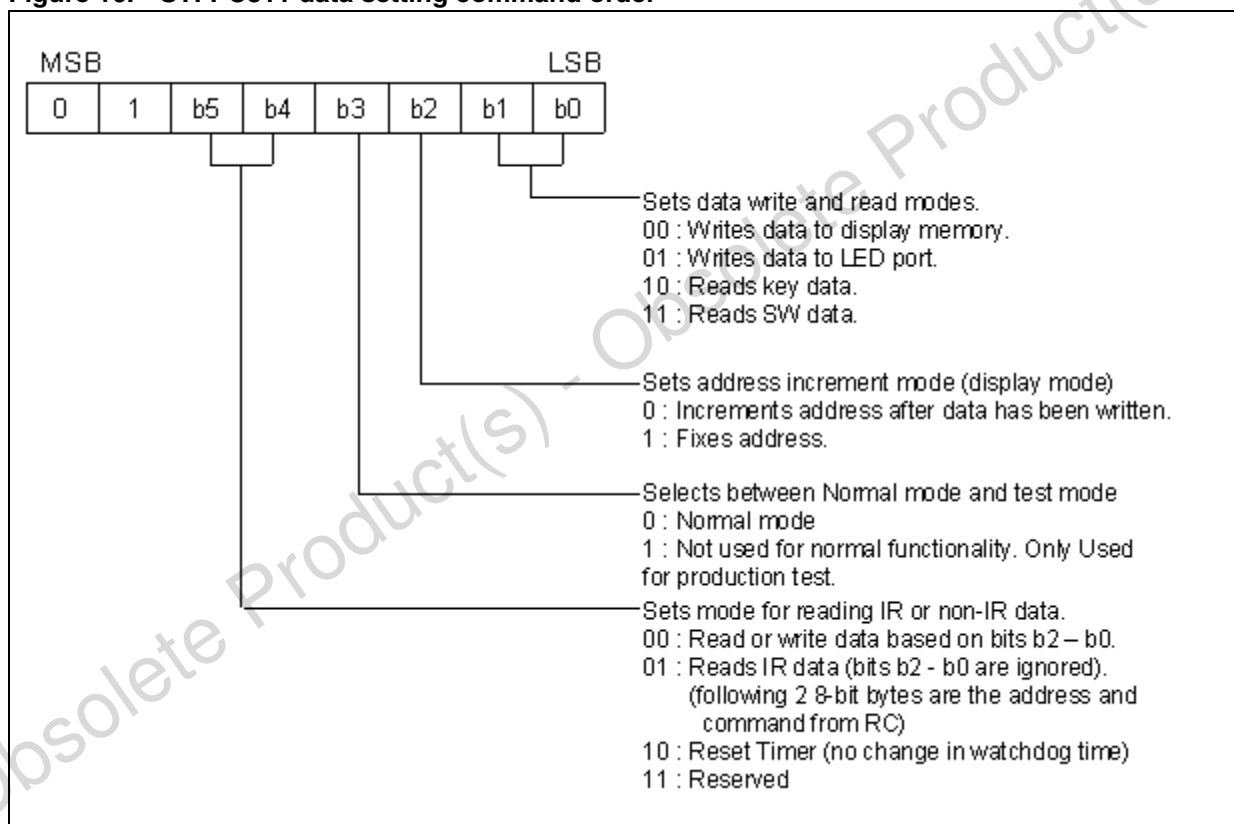 MSB LSB
0 1 b5 b4 b3 b2 b1 b0
Sets data write and read modes.
00 : Writes data to display memory.
01 : Writes data to LED port.
10 : Reads key data.
11 : Reads SW data.
Sets address increment mode (display mode)
0 : Increments address after data has been written.
1 : Fixes address.
Selects between Normal mode and test mode
0 : Normal mode
1 : Not used for normal functionality. Only Used
for production test.
Sets mode for reading IR or non-IR data.
00 : Read or write data based on bits b2 – b0.
01 : Reads IR data (bits b2 - b0 are ignored).
(following 2 8-bit bytes are the address and
command from RC)
10 : Reset Timer (no change in watchdog time)
11 : Reserved
Obsolete Product(s) - Obsolete Product(s)